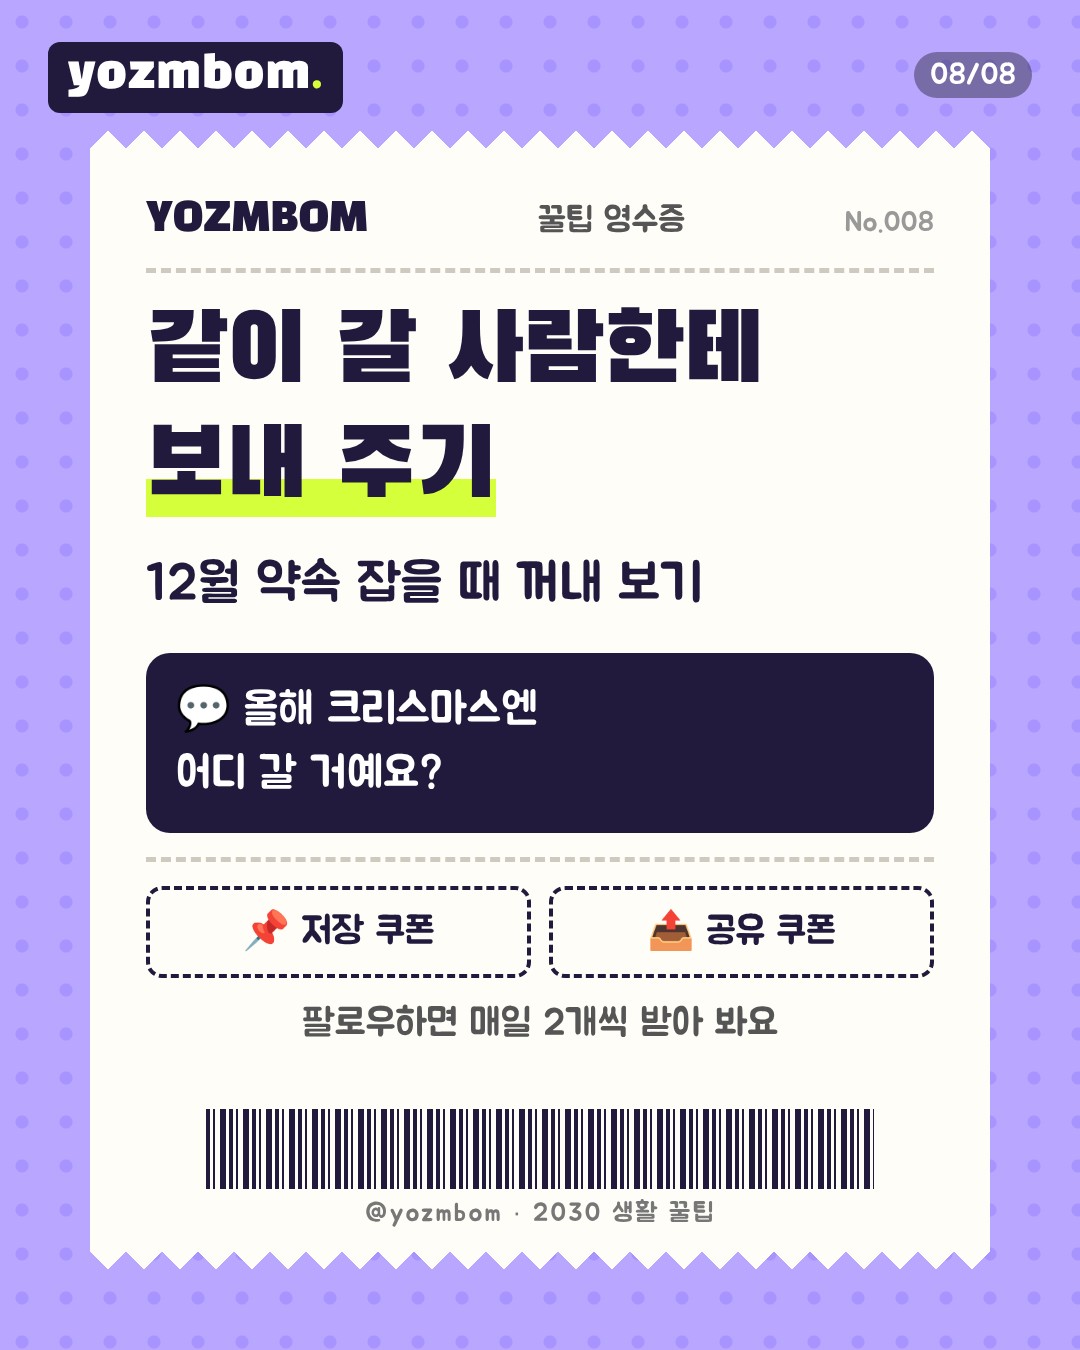 yozmbom.
08/08
YOZMBOM 꿀팁 영수증 No.008
같이 갈 사람한테
보내 주기
12월 약속 잡을 때 꺼내 보기
💬 올해 크리스마스엔
어디 갈 거예요?
📌 저장 쿠폰
📤 공유 쿠폰
팔로우하면 매일 2개씩 받아 봐요
@yozmbom · 2030 생활 꿀팁